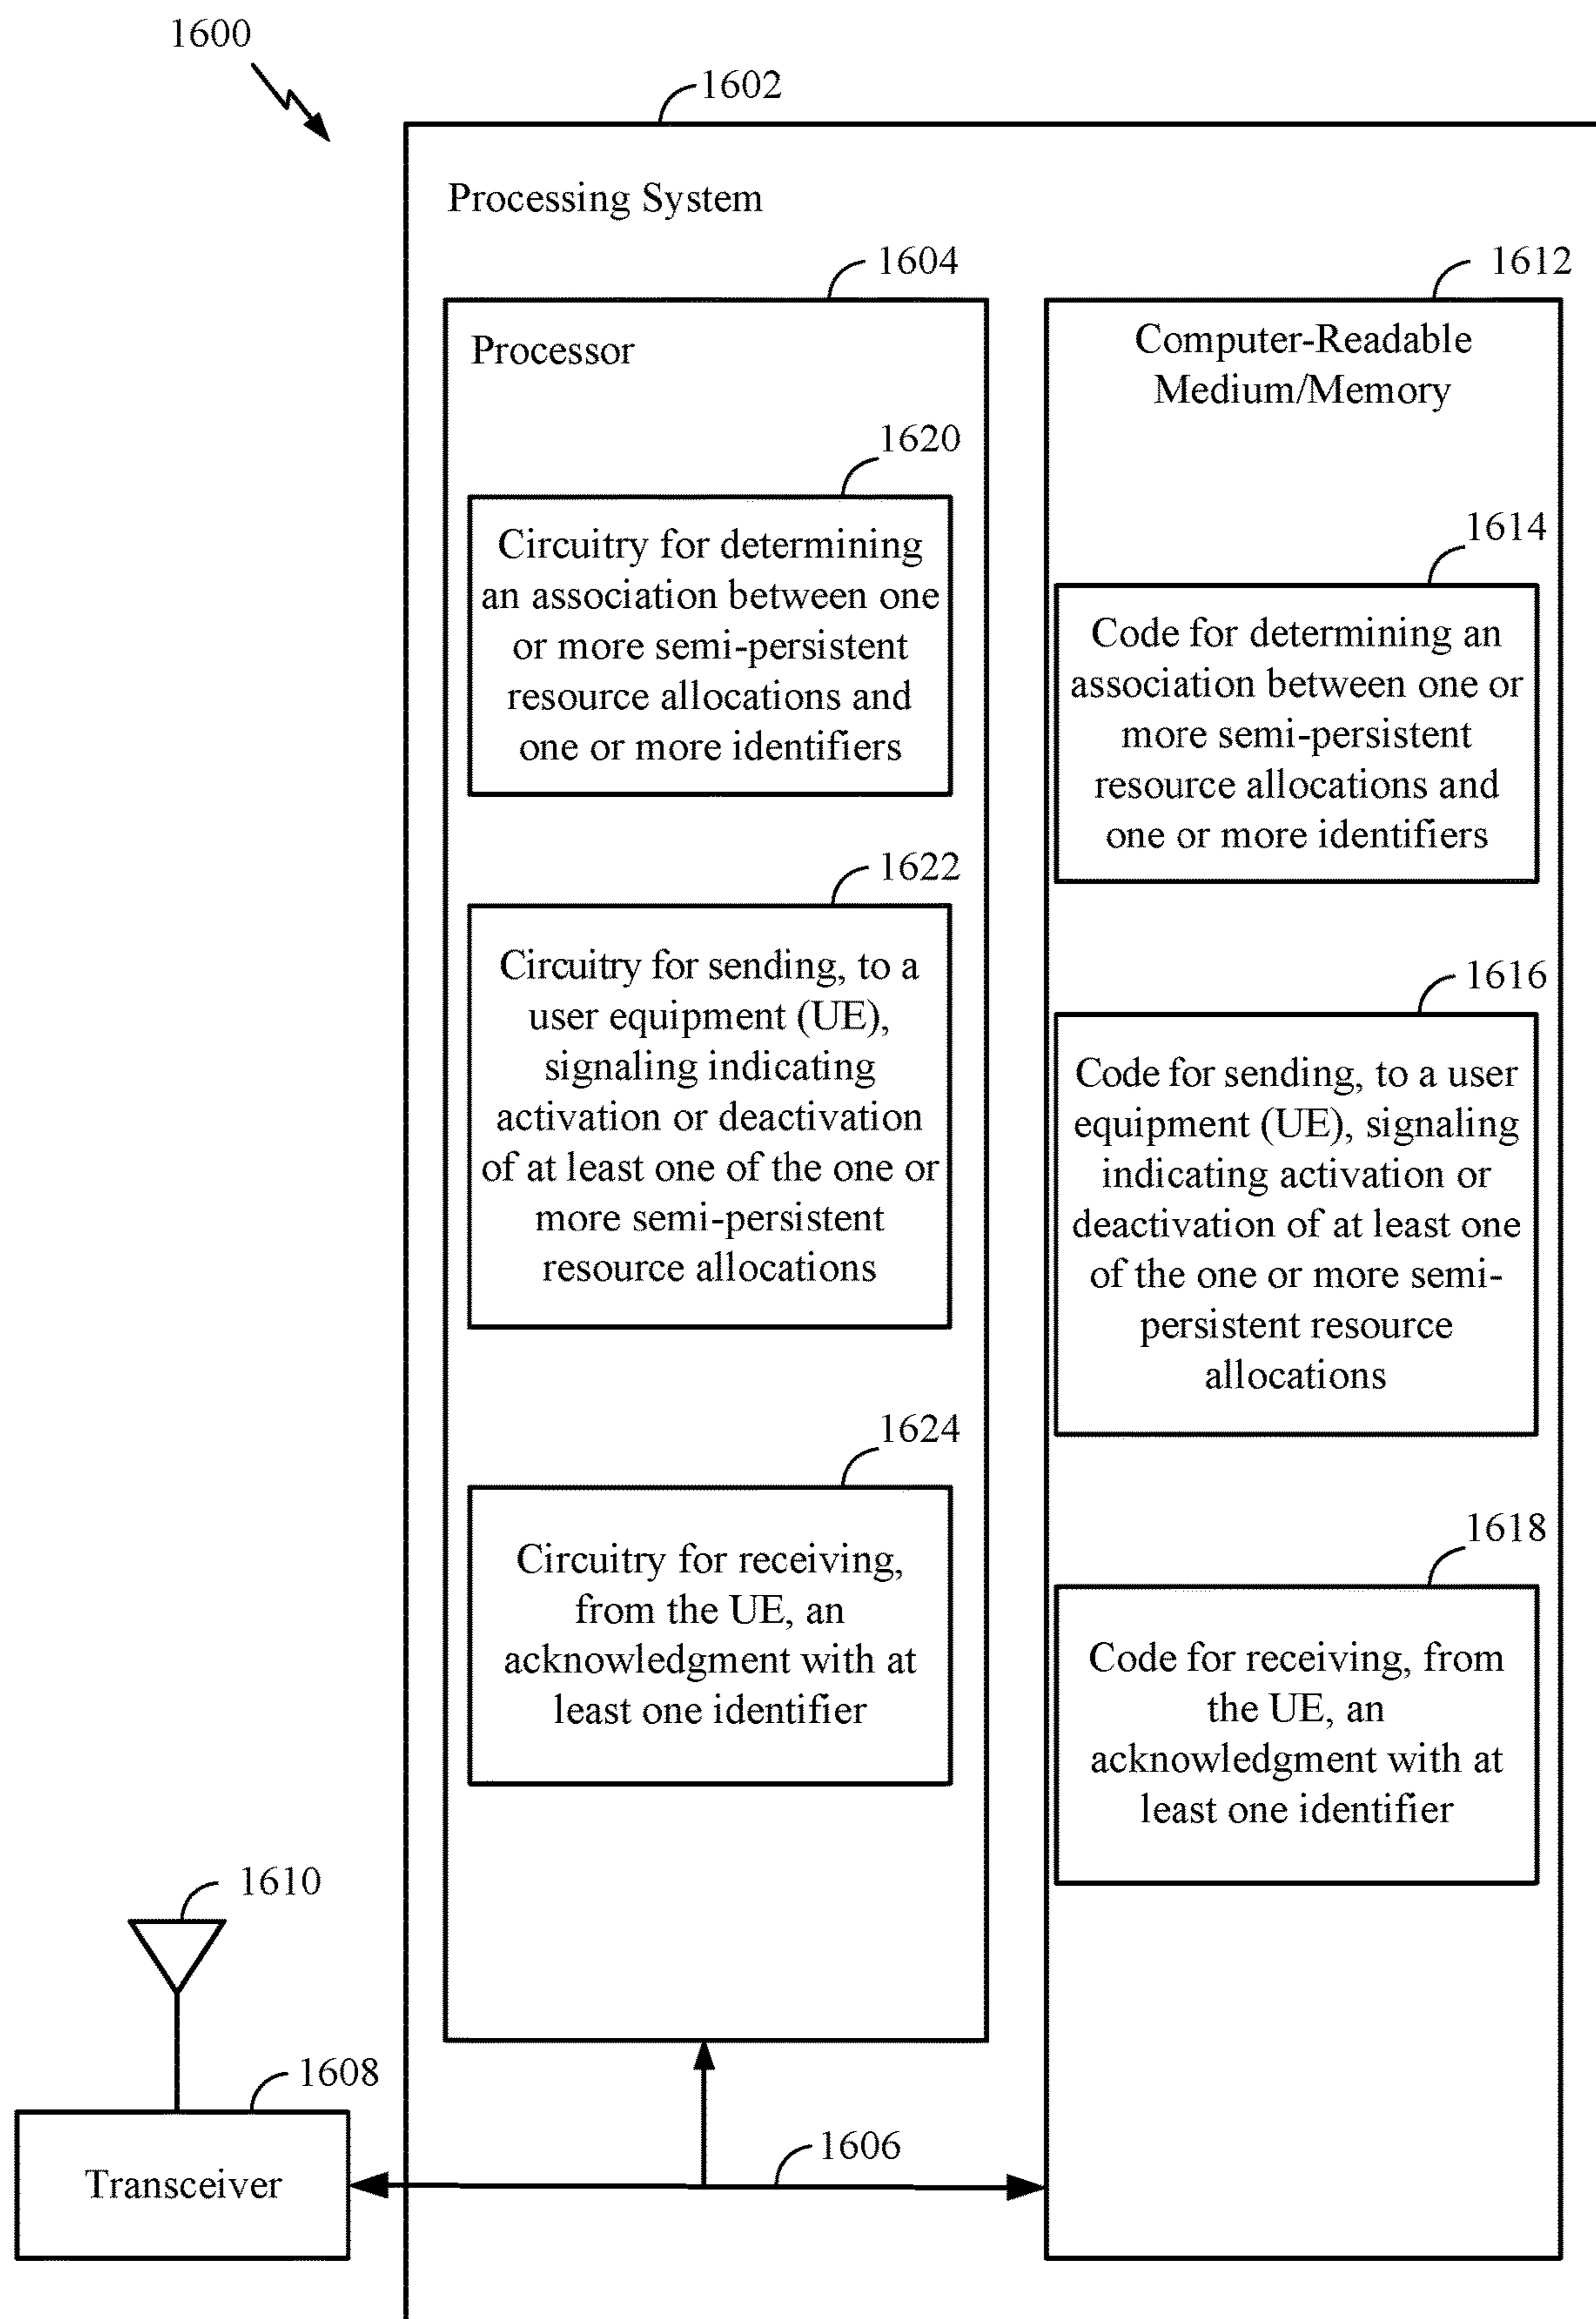 1600
1602
Processing System
1604
Processor
1620
Circuitry for determining
an association between one
or more semi-persistent
resource allocations and
one or more identifiers
1622
Circuitry for sending, to a
user equipment (UE),
signaling indicating
activation or deactivation
of at least one of the one or
more semi-persistent
resource allocations
1624
Circuitry for receiving,
from the UE, an
acknowledgment with at
least one identifier
1612
Computer-Readable
Medium/Memory
1614
Code for determining an
association between one or
more semi-persistent
resource allocations and
one or more identifiers
1616
Code for sending, to a user
equipment (UE), signaling
indicating activation or
deactivation of at least one
of the one or more semi-
persistent resource
allocations
1618
Code for receiving, from
the UE, an
acknowledgment with at
least one identifier
1610
1608
Transceiver
1606